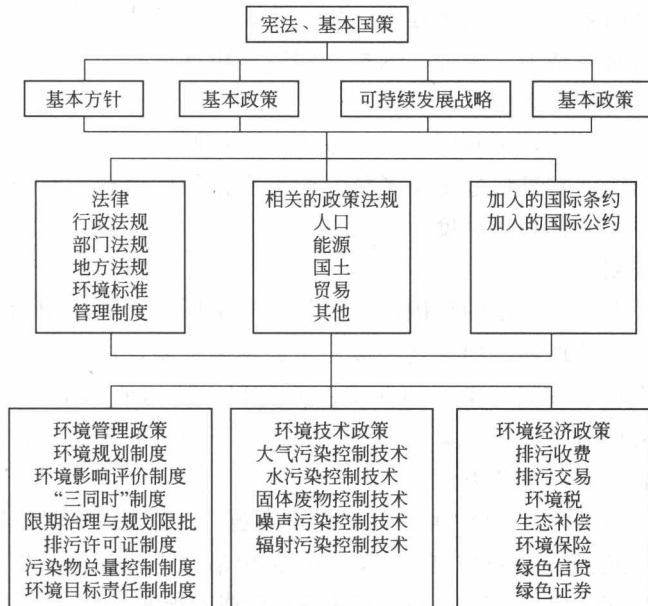 宪法、基本国策
基本方针
基本政策
可持续发展战略
基本政策
法律
行政法规
部门法规
地方法规
环境标准
管理制度
相关的政策法规
人口
能源
国土
贸易
其他
加入的国际条约
加入的国际公约
环境管理政策
环境规划制度
环境影响评价制度
“三同时”制度
限期治理与规划限批
排污许可证制度
污染物总量控制制度
环境目标责任制制度
环境技术政策
大气污染控制技术
水污染控制技术
固体废物控制技术
噪声污染控制技术
辐射污染控制技术
环境经济政策
排污收费
排污交易
环境税
生态补偿
环境保险
绿色信贷
绿色证券